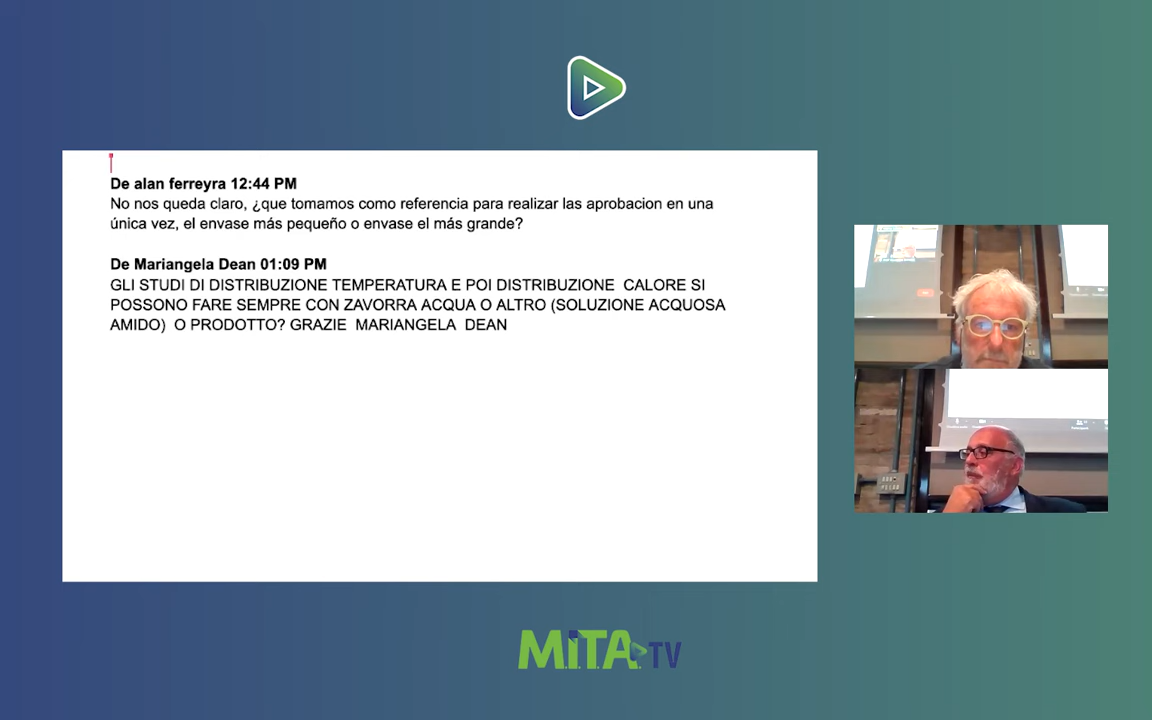 De alan ferreyra 12:44 PM
No nos queda claro, ¿que tomamos como referencia para realizar las aprobacion en una
única vez, el envase más pequeño o envase el más grande?
De Mariangela Dean 01:09 PM
GLI STUDI DI DISTRIBUZIONE TEMPERATURA E POI DISTRIBUZIONE CALORE SI
POSSONO FARE SEMPRE CON ZAVORRA ACQUA O ALTRO (SOLUZIONE ACQUOSA
AMIDO) O PRODOTTO? GRAZIE MARIANGELA DEAN
M.I.T.A. TV